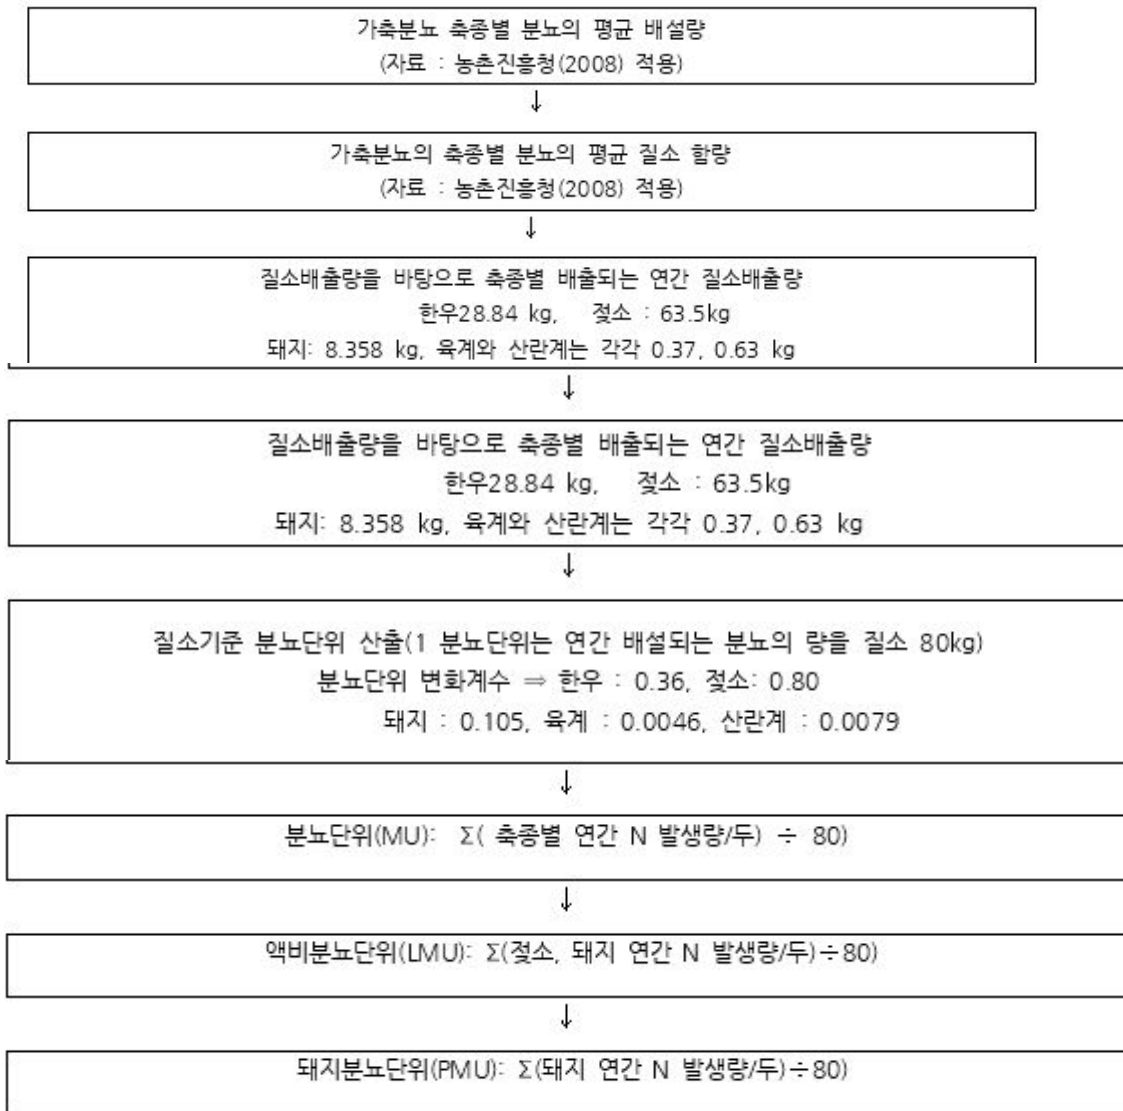 가축분뇨 축종별 분뇨의 평균 배설량
(자료 : 농촌진흥청(2008) 적용)
↓
가축분뇨의 축종별 분뇨의 평균 질소 함량
(자료 : 농촌진흥청(2008) 적용)
↓
질소배출량을 바탕으로 축종별 배출되는 연간 질소배출량
한우28.84 kg, 젖소 : 63.5kg
돼지: 8.358 kg, 육계와 산란계는 각각 0.37, 0.63 kg
↓
질소배출량을 바탕으로 축종별 배출되는 연간 질소배출량
한우28.84 kg, 젖소 : 63.5kg
돼지: 8.358 kg, 육계와 산란계는 각각 0.37, 0.63 kg
↓
질소기준 분뇨단위 산출(1 분뇨단위는 연간 배설되는 분뇨의 량을 질소 80kg)
분뇨단위 변화계수 ⇒ 한우 : 0.36, 젖소: 0.80
돼지 : 0.105, 육계 : 0.0046, 산란계 : 0.0079
↓
분뇨단위(MU): Σ( 축종별 연간 N 발생량/두) ÷ 80)
↓
액비분뇨단위(LMU): Σ(젖소, 돼지 연간 N 발생량/두)÷80)
↓
돼지분뇨단위(PMU): Σ(돼지 연간 N 발생량/두)÷80)